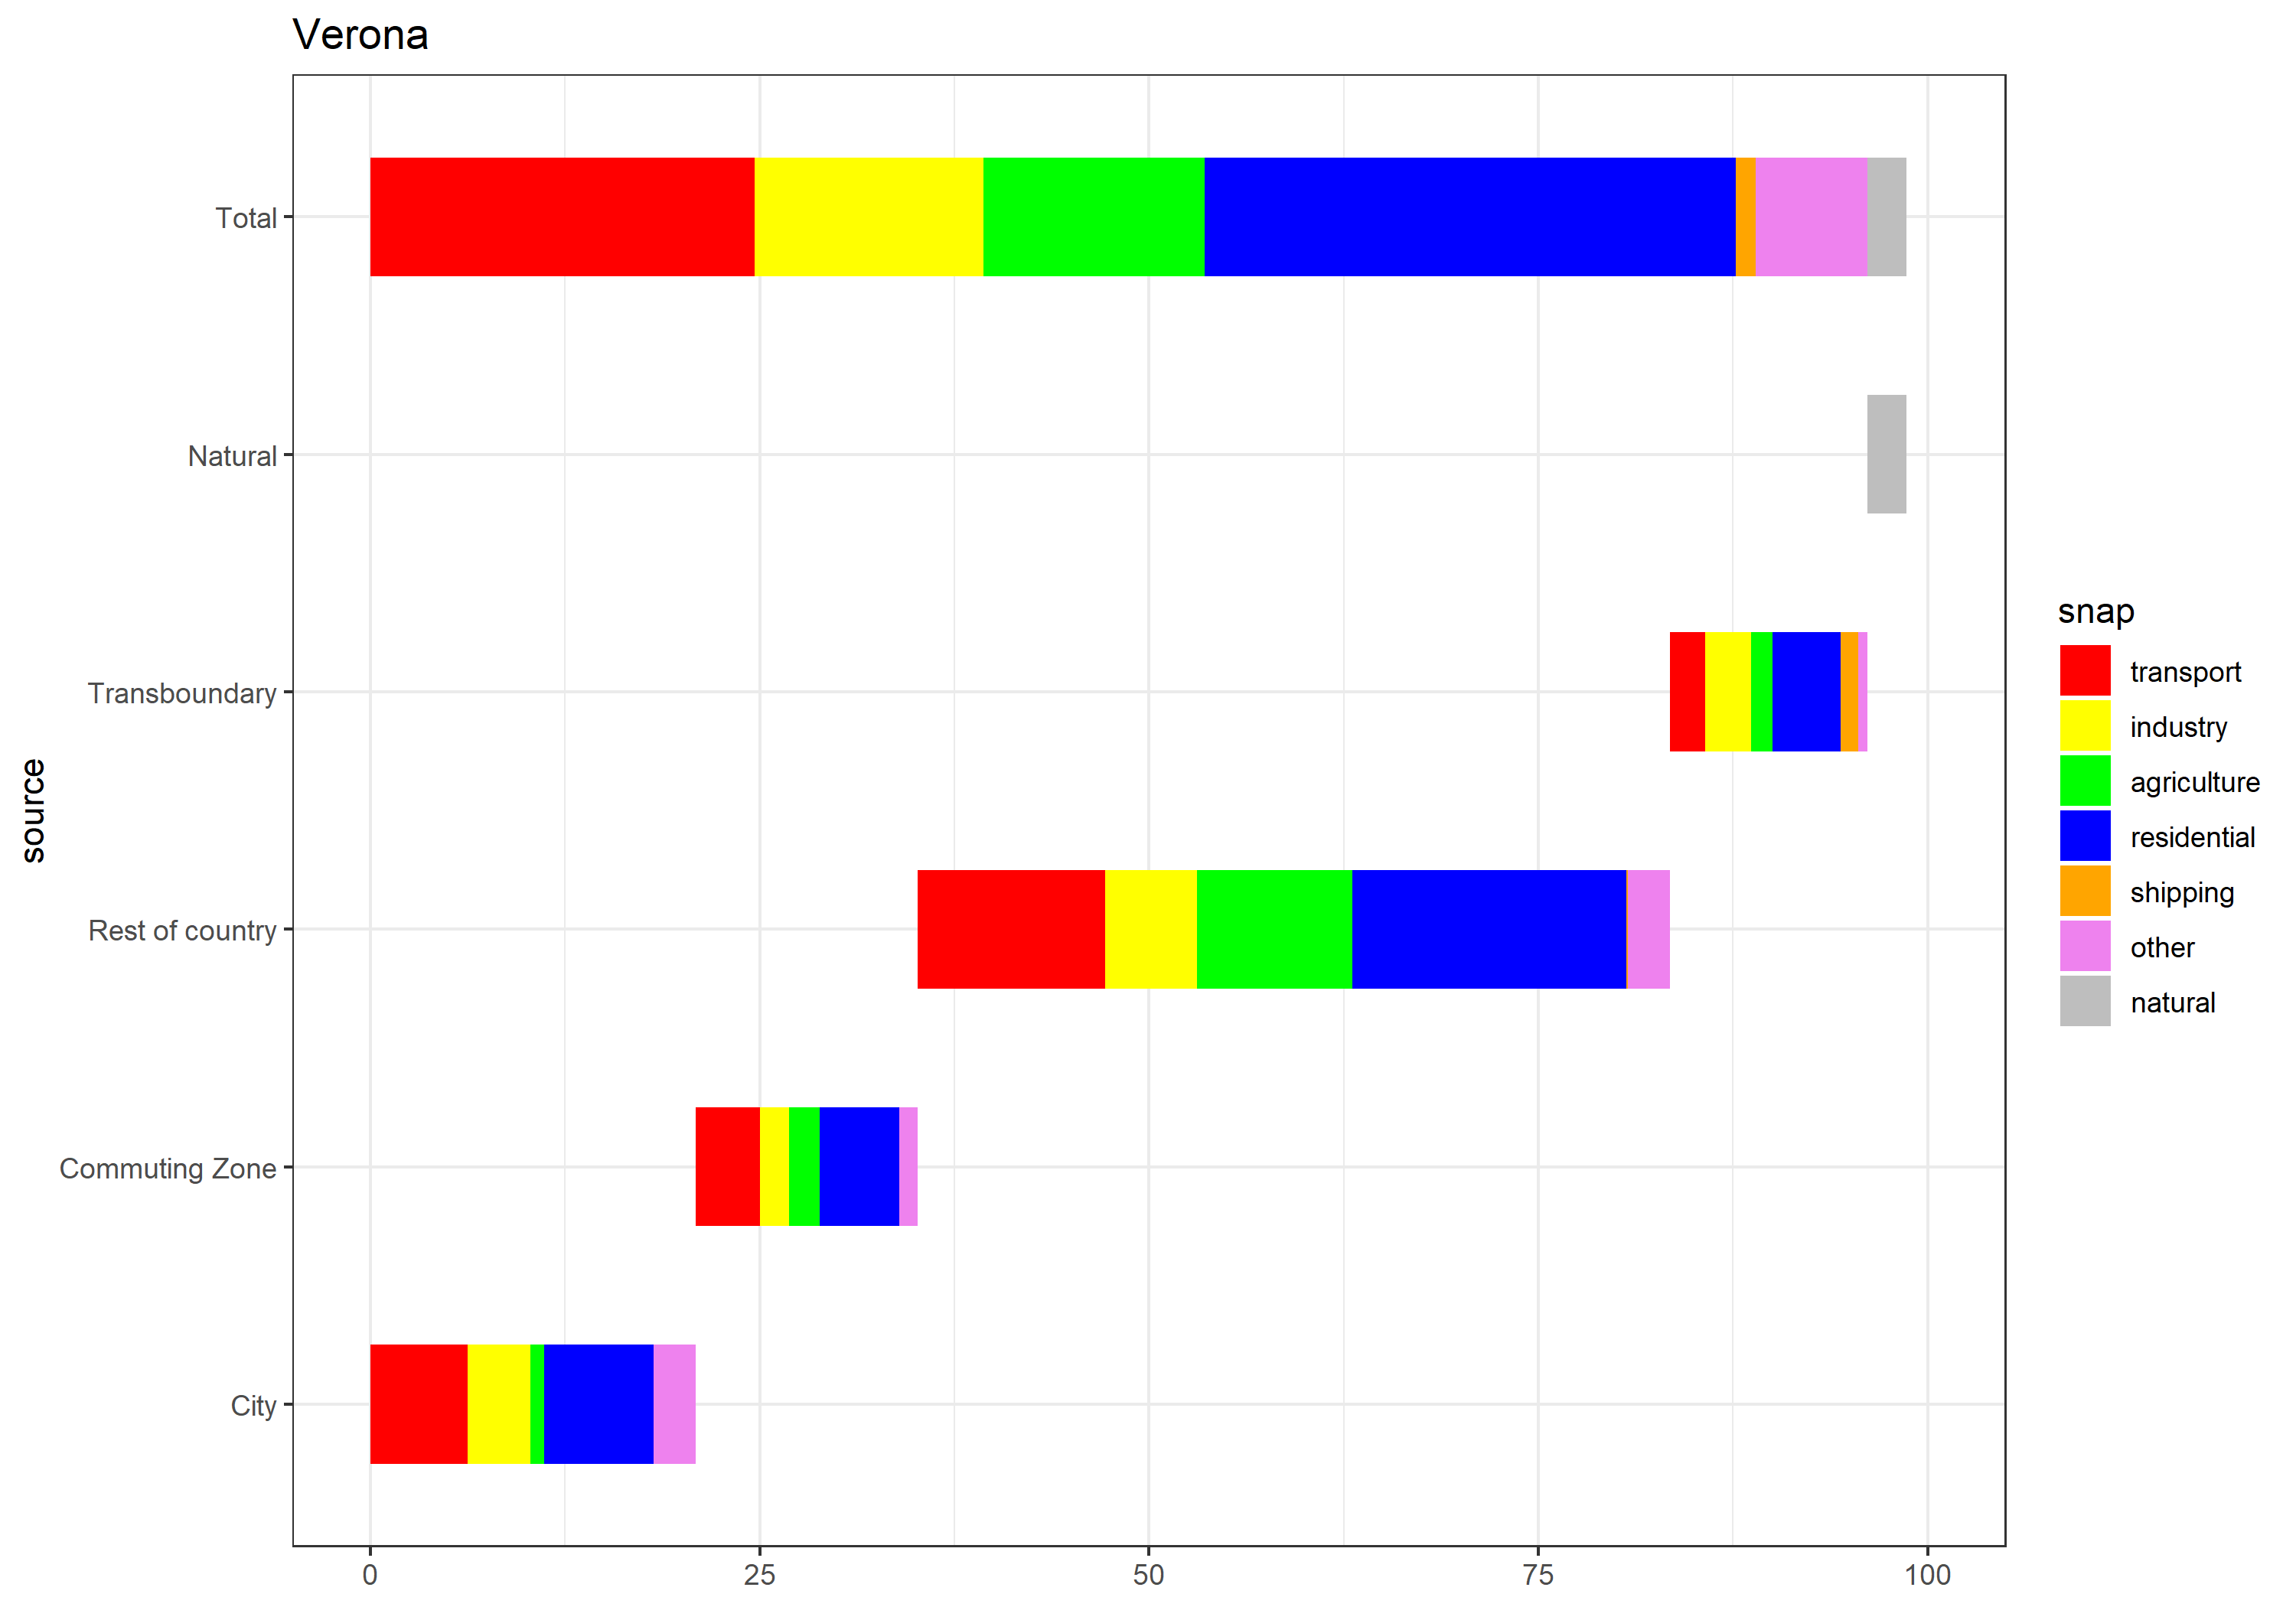 Verona
Total
Natural
Transboundary
Rest of country
Commuting Zone
City
source
0 25 50 75 100
snap
transport
industry
agriculture
residential
shipping
other
natural